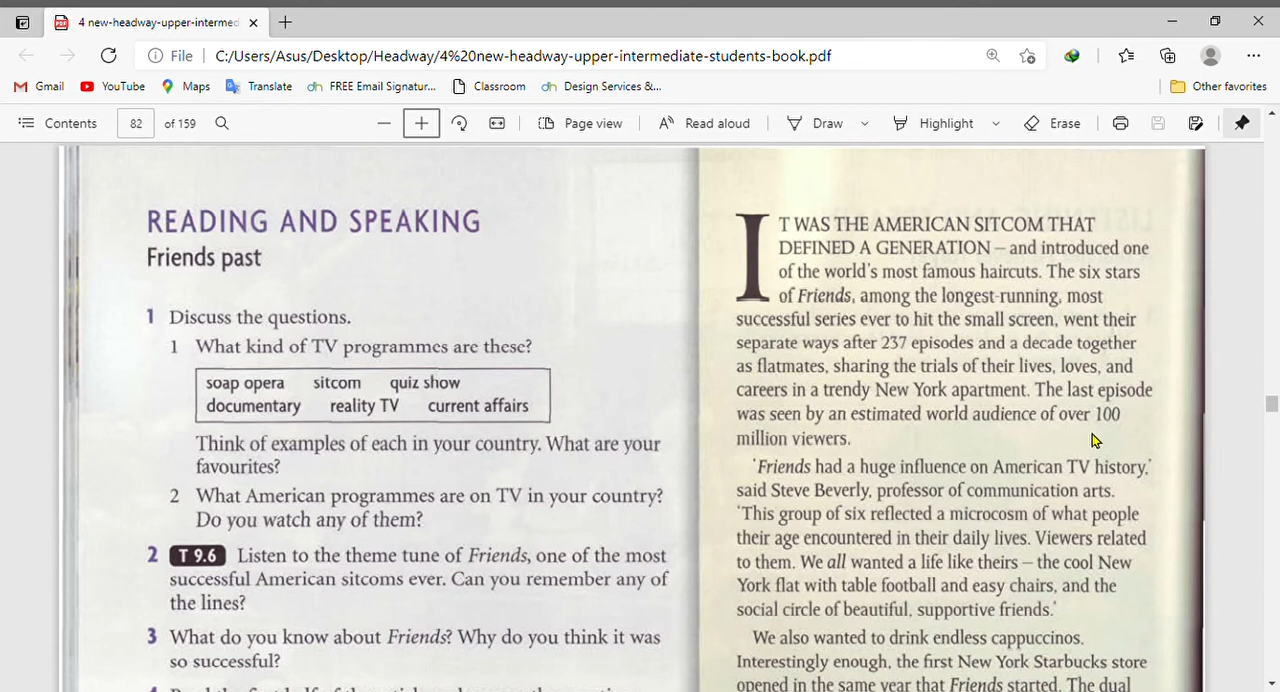 4 new-headway-upper-intermed
File C:/Users/Asus/Desktop/Headway/4%20new-headway-upper-intermediate-students-book.pdf
Gmail YouTube Maps Translate FREE Email Signatur... Classroom Design Services &... Other favorites
Contents 82 of 159 Page view Read aloud Draw Highlight Erase
READING AND SPEAKING
Friends past
1 Discuss the questions.
1 What kind of TV programmes are these?
soap opera sitcom quiz show
documentary reality TV current affairs
Think of examples of each in your country. What are your
favourites?
2 What American programmes are on TV in your country?
Do you watch any of them?
2 T 9.6 Listen to the theme tune of Friends, one of the most
successful American sitcoms ever. Can you remember any of
the lines?
3 What do you know about Friends? Why do you think it was
so successful?
IT WAS THE AMERICAN SITCOM THAT
DEFINED A GENERATION – and introduced one
of the world's most famous haircuts. The six stars
of Friends, among the longest-running, most
successful series ever to hit the small screen, went their
separate ways after 237 episodes and a decade together
as flatmates, sharing the trials of their lives, loves, and
careers in a trendy New York apartment. The last episode
was seen by an estimated world audience of over 100
million viewers.
'Friends had a huge influence on American TV history,'
said Steve Beverly, professor of communication arts.
'This group of six reflected a microcosm of what people
their age encountered in their daily lives. Viewers related
to them. We all wanted a life like theirs – the cool New
York flat with table football and easy chairs, and the
social circle of beautiful, supportive friends.'
We also wanted to drink endless cappuccinos.
Interestingly enough, the first New York Starbucks store
opened in the same year that Friends started. The dual